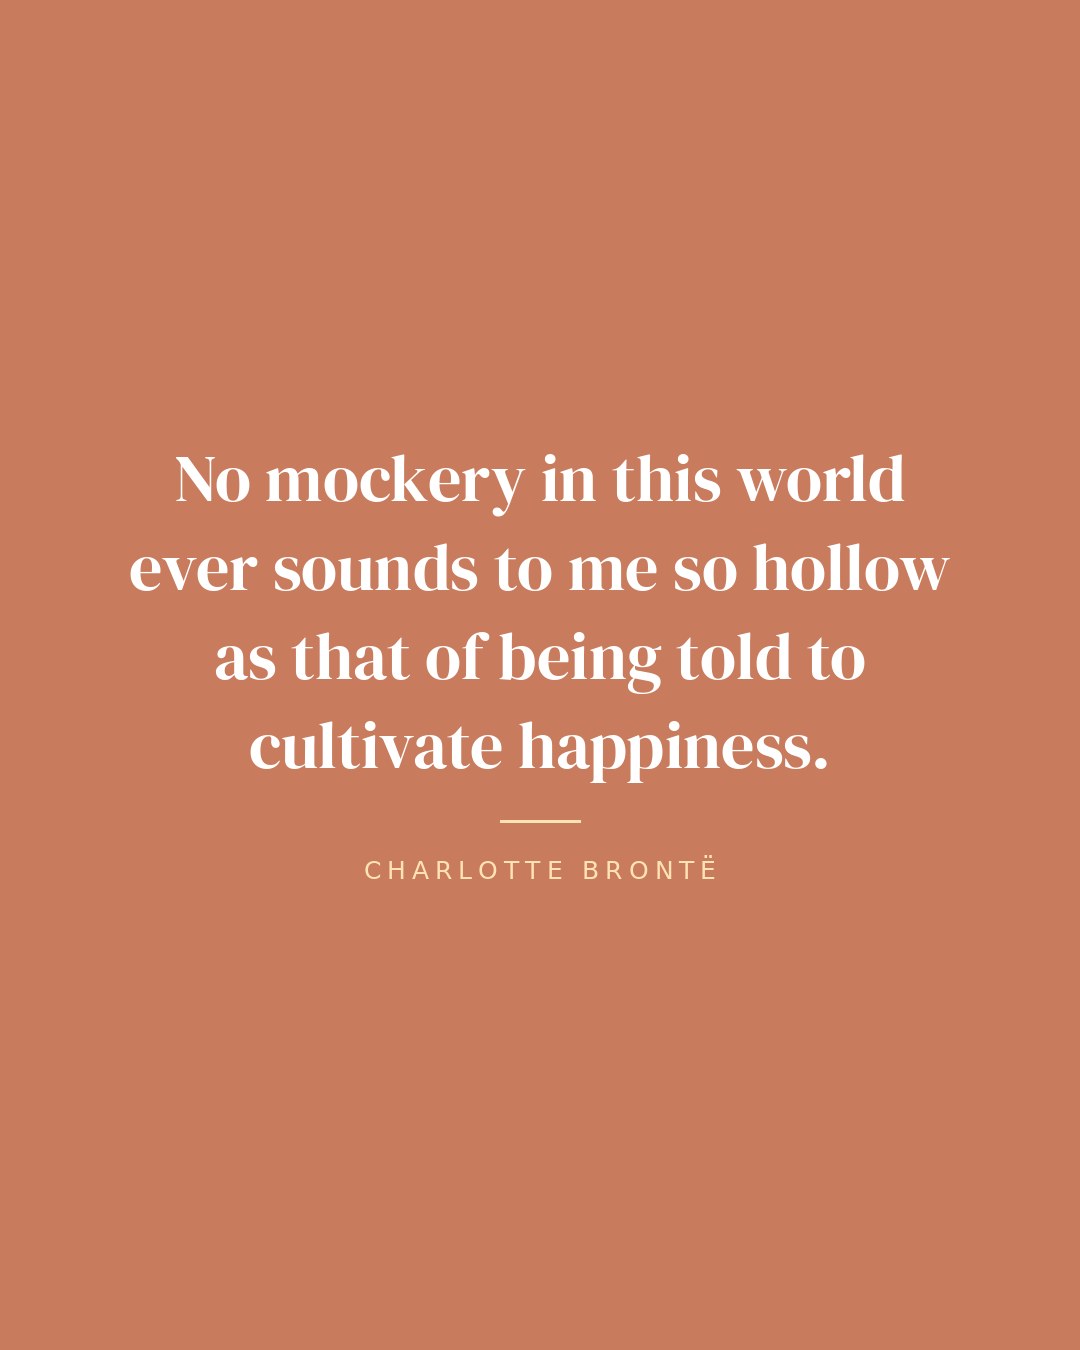 No mockery in this world
ever sounds to me so hollow
as that of being told to
cultivate happiness.
CHARLOTTE BRONTË